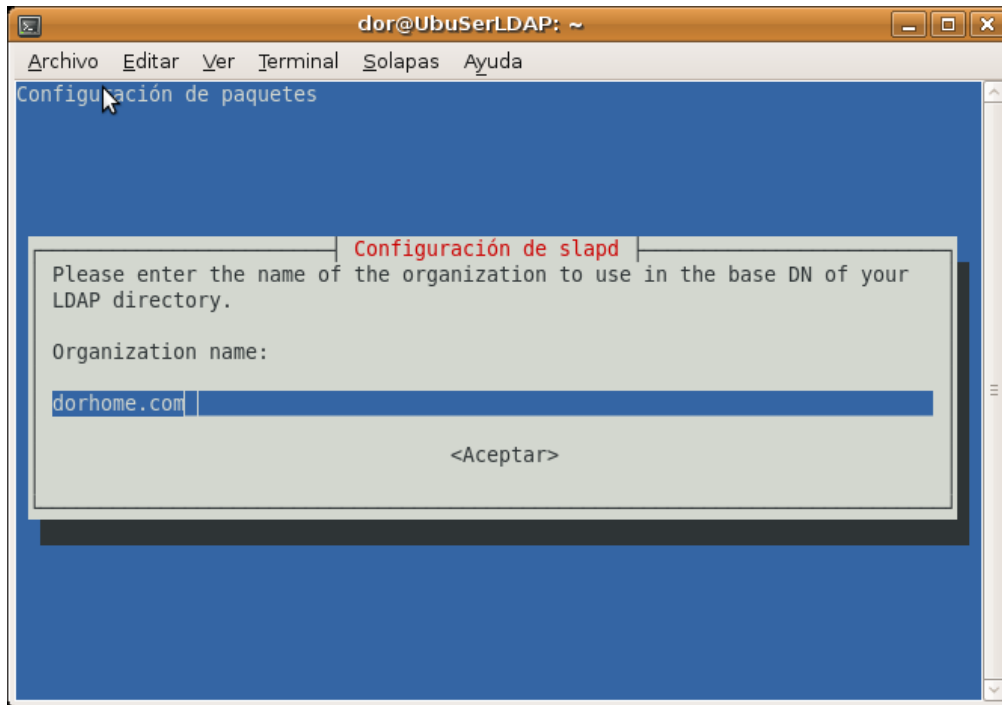 dor@UbuSerLDAP: ~
Archivo Editar Ver Terminal Solapas Ayuda
Configuración de paquetes
Configuración de slapd
Please enter the name of the organization to use in the base DN of your
LDAP directory.
Organization name:
dorhome.com
<Aceptar>